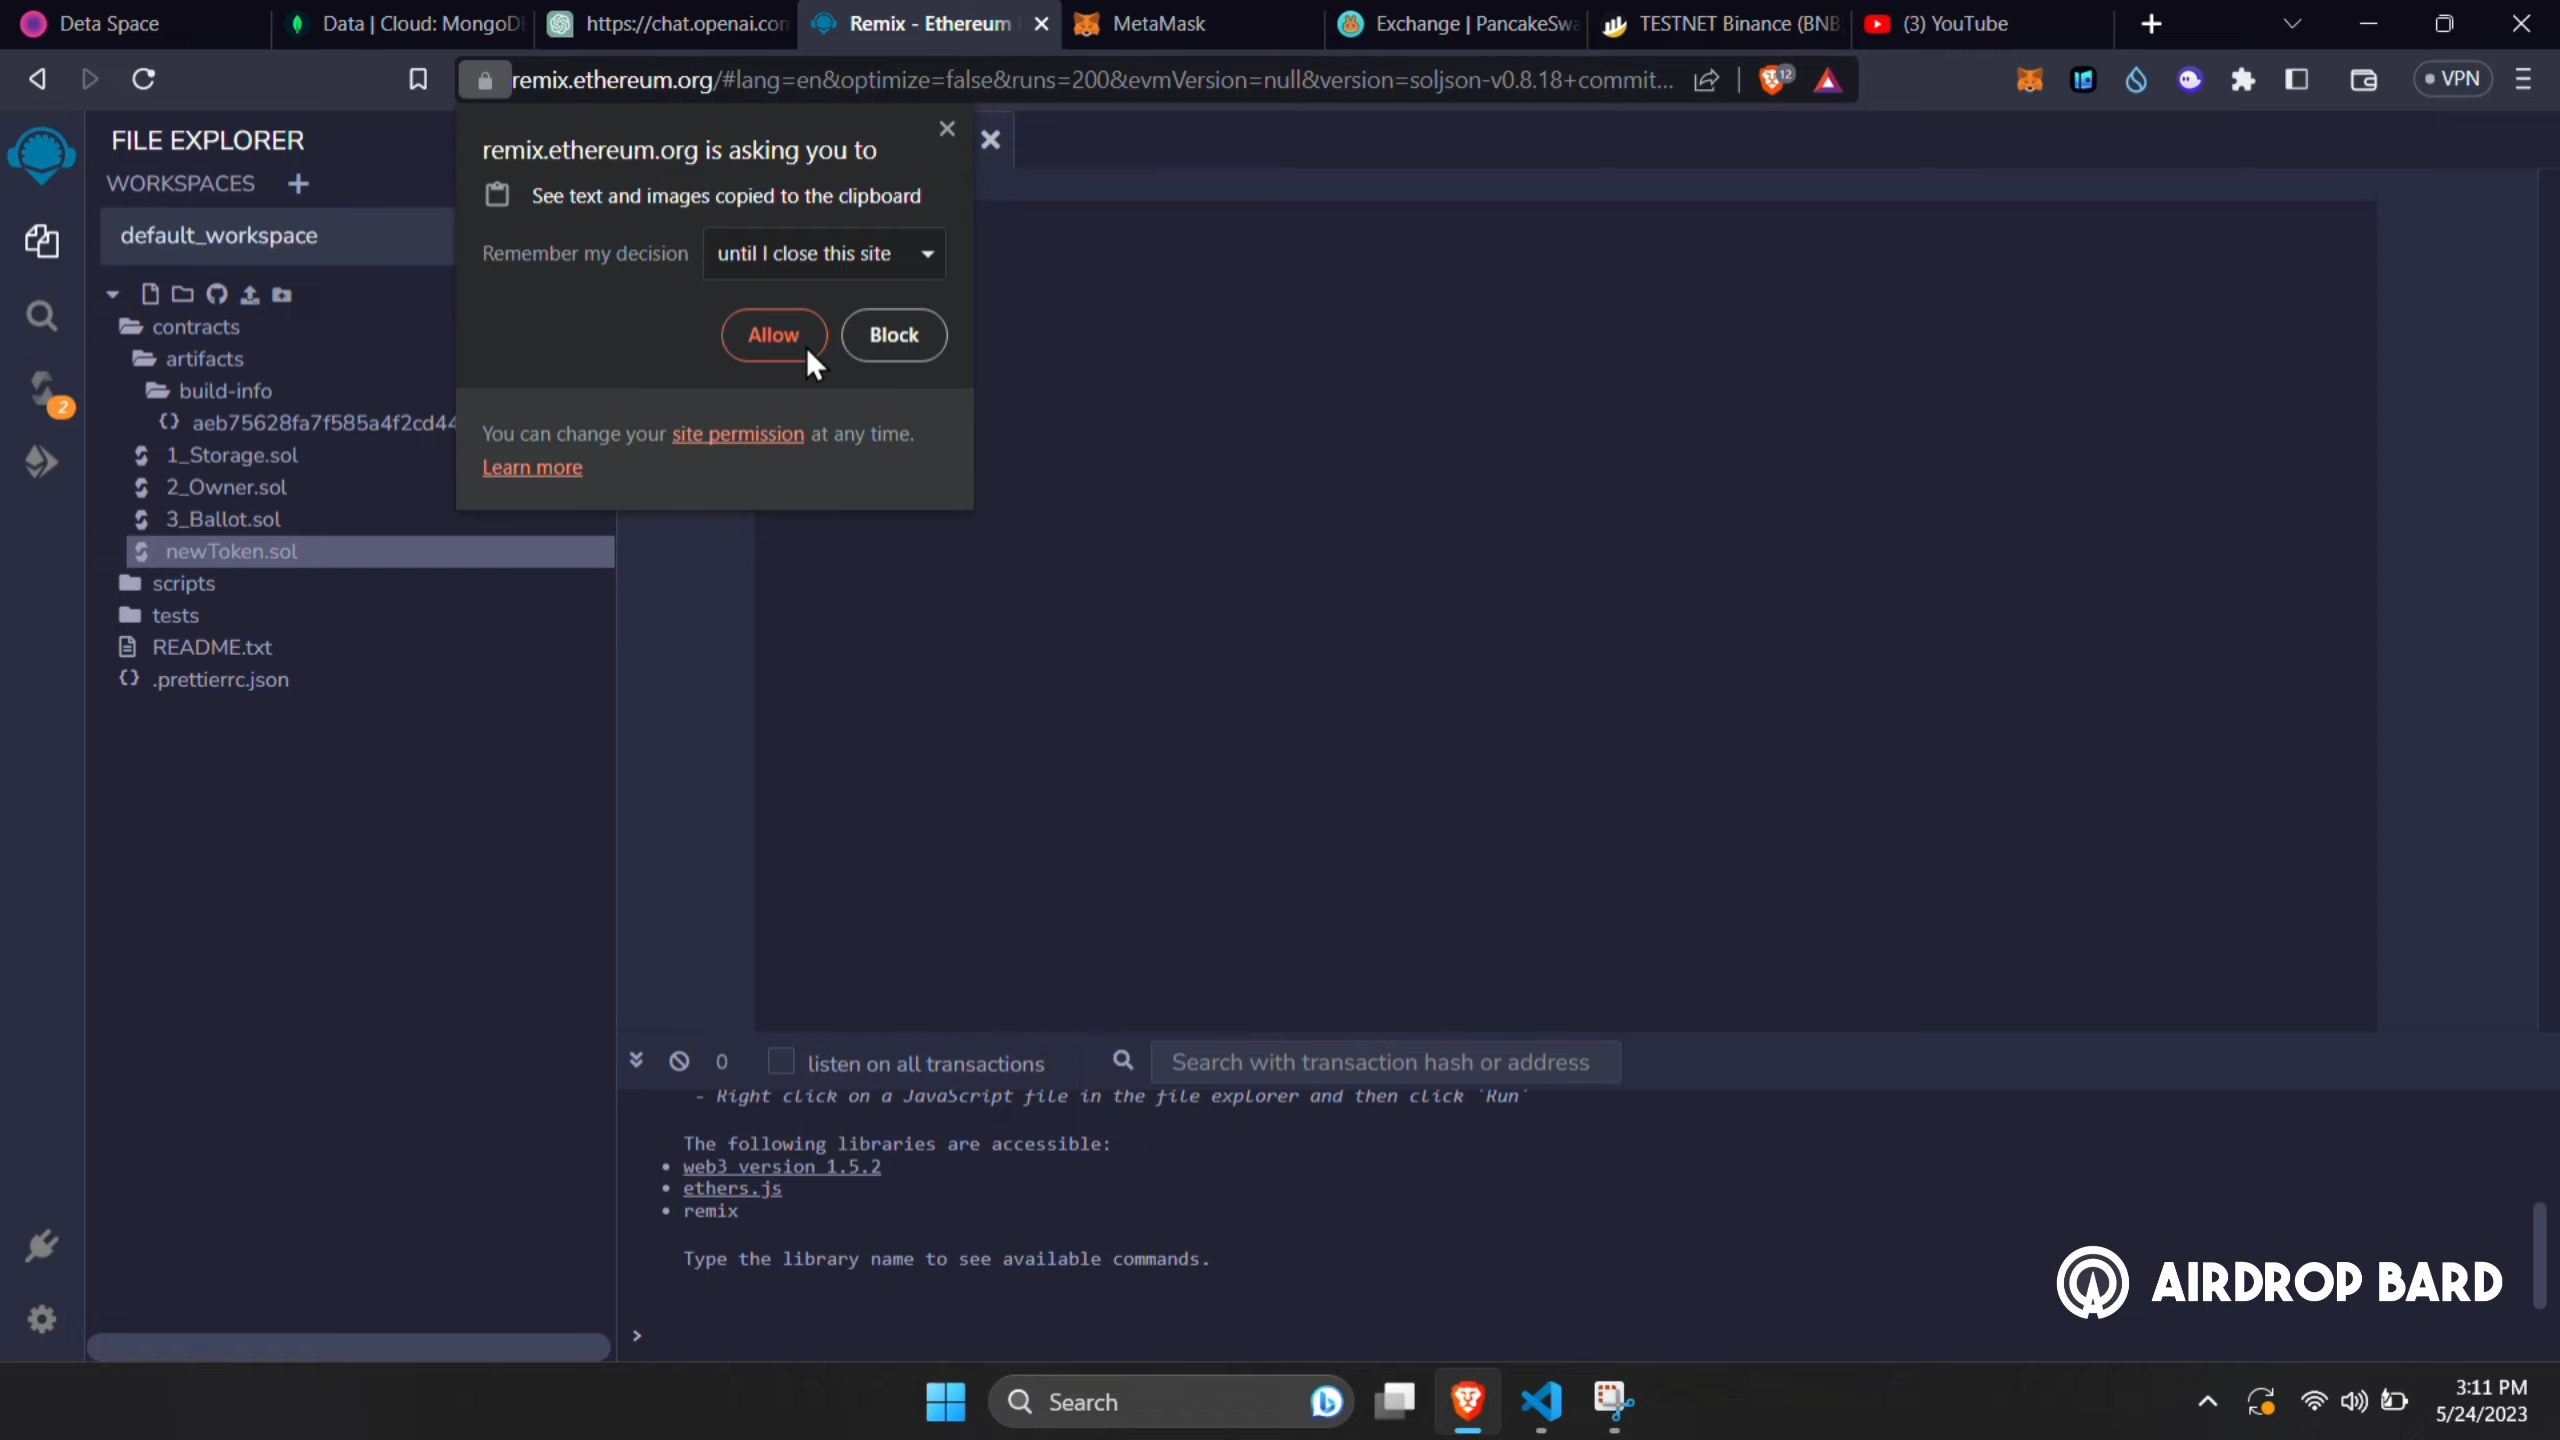 Deta Space
Data | Cloud: MongoDB
https://chat.openai.com
Remix - Ethereum
MetaMask
Exchange | PancakeSwa
TESTNET Binance (BNB
(3) YouTube
remix.ethereum.org/#lang=en&optimize=false&runs=200&evmVersion=null&version=soljson-v0.8.18+commit...
12
VPN
FILE EXPLORER
WORKSPACES
default_workspace
contracts
artifacts
build-info
aeb75628fa7f585a4f2cd44
1_Storage.sol
2_Owner.sol
3_Ballot.sol
newToken.sol
scripts
tests
README.txt
.prettierrc.json
2
remix.ethereum.org is asking you to
See text and images copied to the clipboard
Remember my decision
until I close this site
Allow
Block
You can change your site permission at any time.
Learn more
0
listen on all transactions
Search with transaction hash or address
- Right click on a JavaScript file in the file explorer and then click `Run`
The following libraries are accessible:
• web3 version 1.5.2
• ethers.js
• remix
Type the library name to see available commands.
>
AIRDROP BARD
Search
3:11 PM
5/24/2023